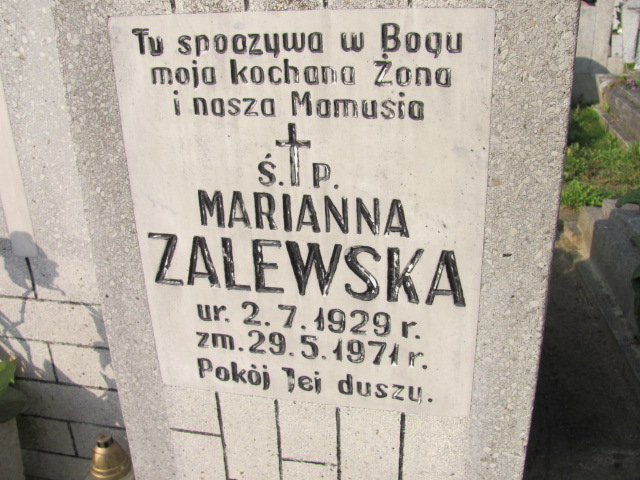 Tu spoczywa w Bogu
moja kochana Żona
i nasza Mamusia
Ś. P.
MARIANNA
ZALEWSKA
ur. 2.7.1929 r.
zm. 29.5.1971 r.
Pokój Jej duszy.